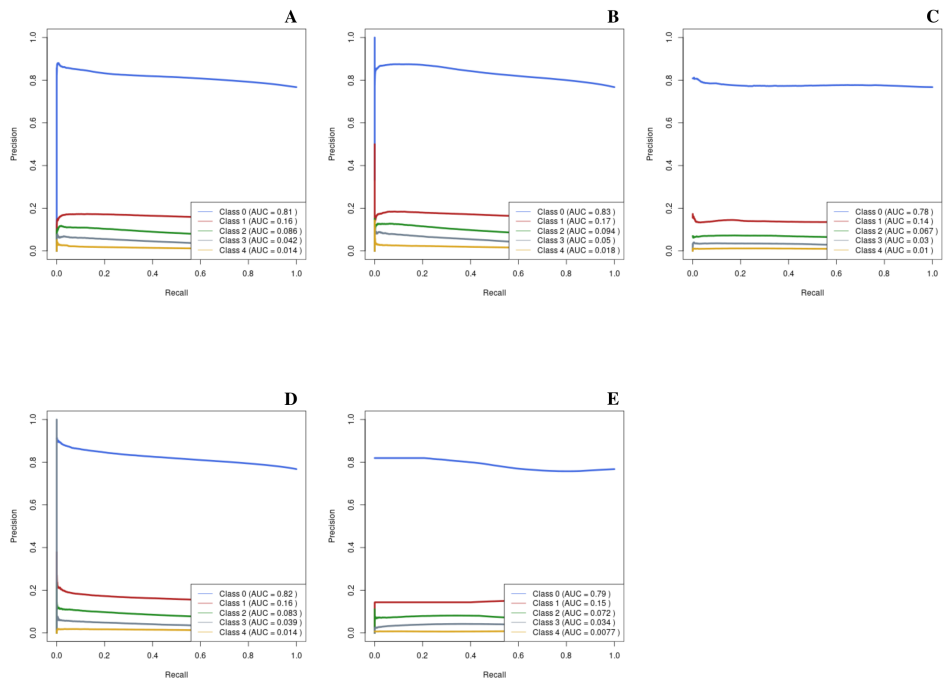 A
Precision
1.0
0.8
0.6
0.4
0.2
0.0
Class 0 (AUC = 0.81 )
Class 1 (AUC = 0.16 )
Class 2 (AUC = 0.086 )
Class 3 (AUC = 0.042 )
Class 4 (AUC = 0.014 )
0.0 0.2 0.4 0.6 0.8 1.0
Recall
B
Precision
1.0
0.8
0.6
0.4
0.2
0.0
Class 0 (AUC = 0.83 )
Class 1 (AUC = 0.17 )
Class 2 (AUC = 0.094 )
Class 3 (AUC = 0.05 )
Class 4 (AUC = 0.018 )
0.0 0.2 0.4 0.6 0.8 1.0
Recall
C
Precision
1.0
0.8
0.6
0.4
0.2
0.0
Class 0 (AUC = 0.78 )
Class 1 (AUC = 0.14 )
Class 2 (AUC = 0.067 )
Class 3 (AUC = 0.03 )
Class 4 (AUC = 0.01 )
0.0 0.2 0.4 0.6 0.8 1.0
Recall
D
Precision
1.0
0.8
0.6
0.4
0.2
0.0
Class 0 (AUC = 0.82 )
Class 1 (AUC = 0.16 )
Class 2 (AUC = 0.083 )
Class 3 (AUC = 0.039 )
Class 4 (AUC = 0.014 )
0.0 0.2 0.4 0.6 0.8 1.0
Recall
E
Precision
1.0
0.8
0.6
0.4
0.2
0.0
Class 0 (AUC = 0.79 )
Class 1 (AUC = 0.15 )
Class 2 (AUC = 0.072 )
Class 3 (AUC = 0.034 )
Class 4 (AUC = 0.0077 )
0.0 0.2 0.4 0.6 0.8 1.0
Recall